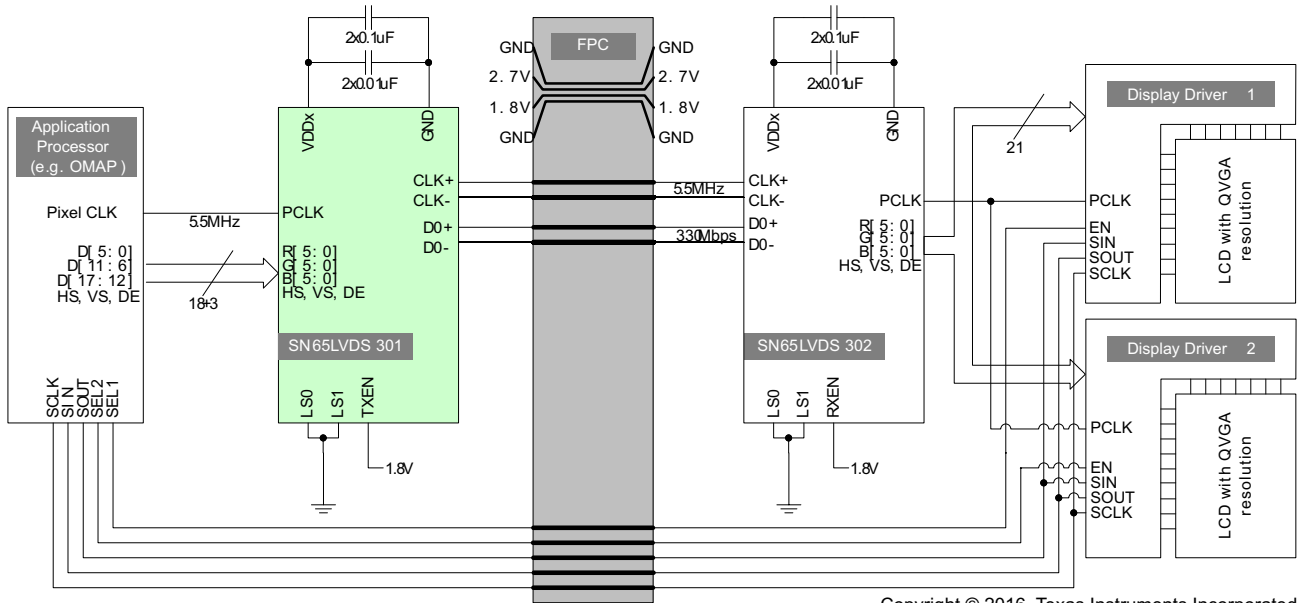 2x0.1uF
2x0.01uF
FPC
GND
GND
2.7V
2.7V
1.8V
1.8V
GND
GND
2x0.1uF
2x0.01uF
Application
Processor
(e.g. OMAP)
Pixel CLK
D[5:0]
D[11:6]
D[17:12]
HS, VS, DE
SCLK
SIN
SOUT
SEL2
SEL1
5.5MHz
18+3
VDDx
GND
CLK+
CLK-
PCLK
D0+
D0-
R[5:0]
G[5:0]
B[5:0]
HS, VS, DE
SN65LVDS 301
LS0
LS1
TXEN
1.8V
5.5MHz
330Mbps
VDDx
GND
CLK+
CLK-
PCLK
D0+
D0-
R[5:0]
G[5:0]
B[5:0]
HS, VS, DE
SN65LVDS 302
LS0
LS1
RXEN
1.8V
21
Display Driver 1
PCLK
EN
SIN
SOUT
SCLK
LCD with QVGA
resolution
Display Driver 2
PCLK
EN
SIN
SOUT
SCLK
LCD with QVGA
resolution